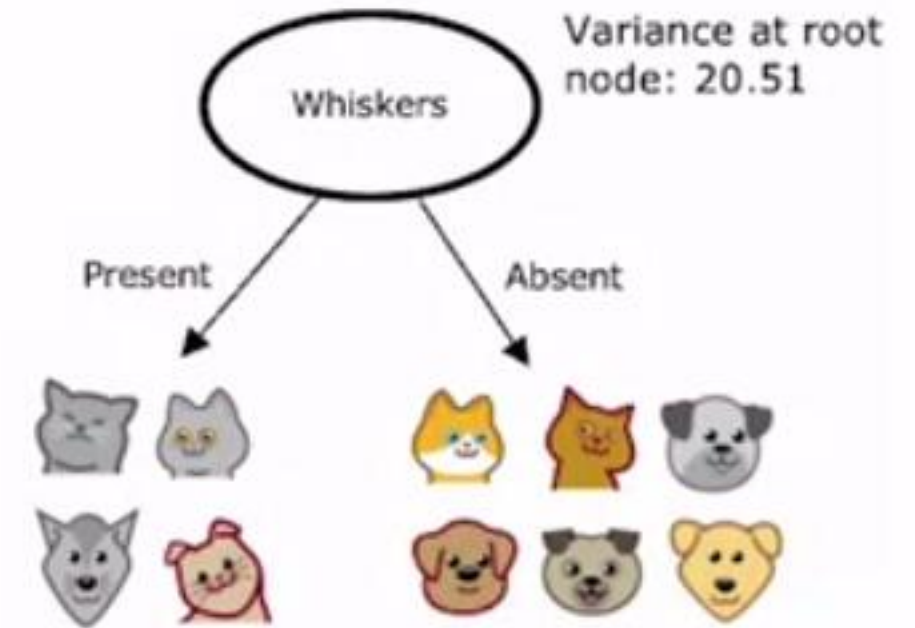 Variance at root
node: 20.51
Whiskers
Present
Absent